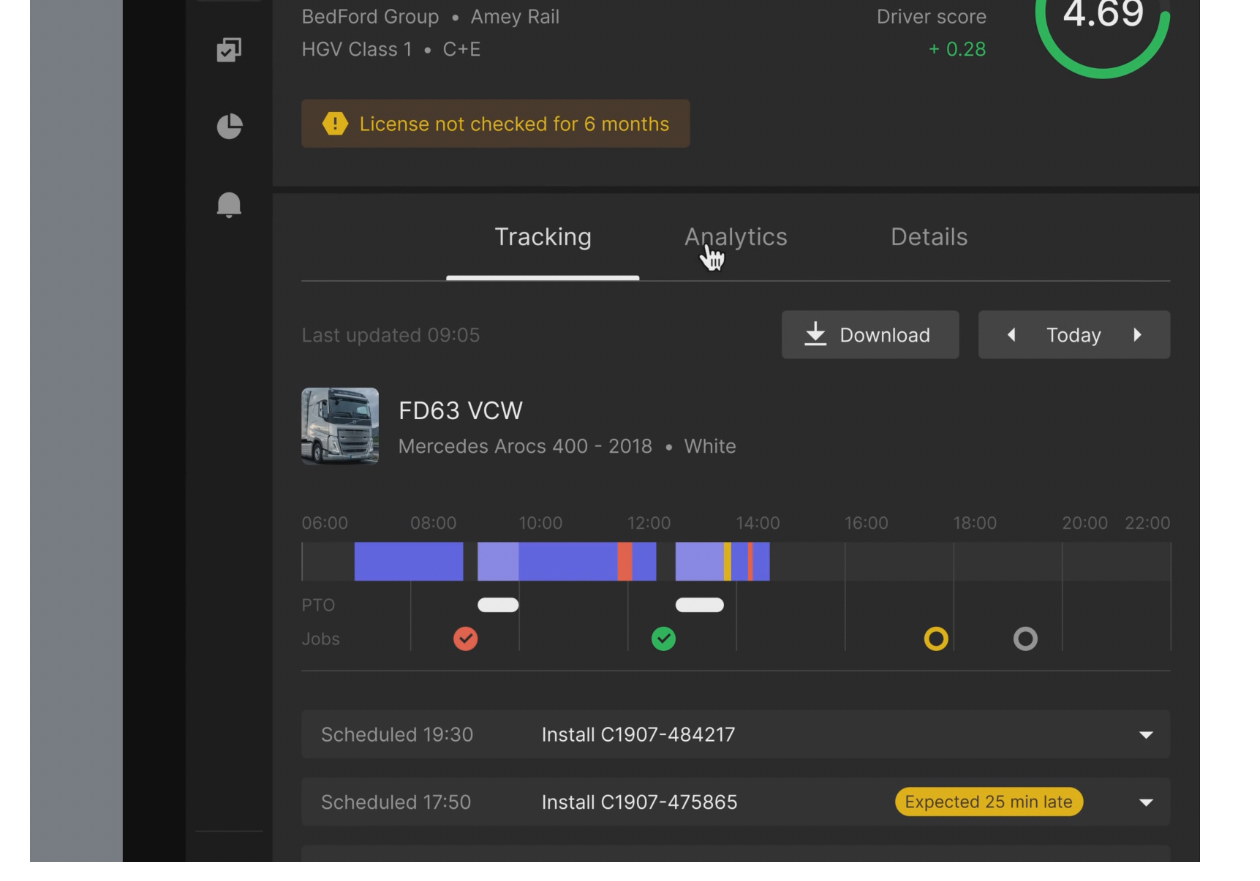 BedFord Group • Amey Rail
Driver score
4.69
HGV Class 1 • C+E
+ 0.28
License not checked for 6 months
Tracking
Analytics
Details
Last updated 09:05
Download
Today
FD63 VCW
Mercedes Arocs 400 - 2018 • White
06:00 08:00 10:00 12:00 14:00 16:00 18:00 20:00 22:00
PTO
Jobs
Scheduled 19:30
Install C1907-484217
Scheduled 17:50
Install C1907-475865
Expected 25 min late